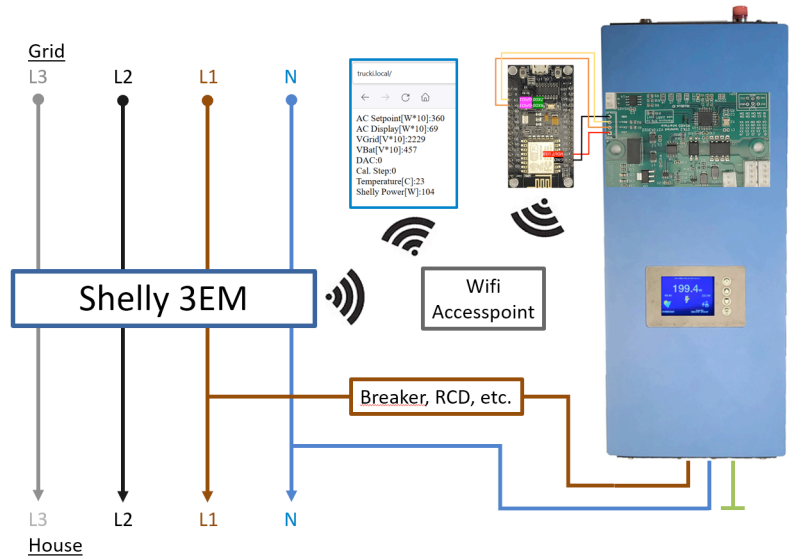 Grid
L3 L2 L1 N
trucki.local/
AC Setpoint[W*10]:360
AC Display[W*10]:69
VGrid[V*10]:2229
VBat[V*10]:457
DAC:0
Cal. Step:0
Temperature[C]:23
Shelly Power[W]:104
Shelly 3EM
Wifi
Accesspoint
199.4
Breaker, RCD, etc.
L3 L2 L1 N
House